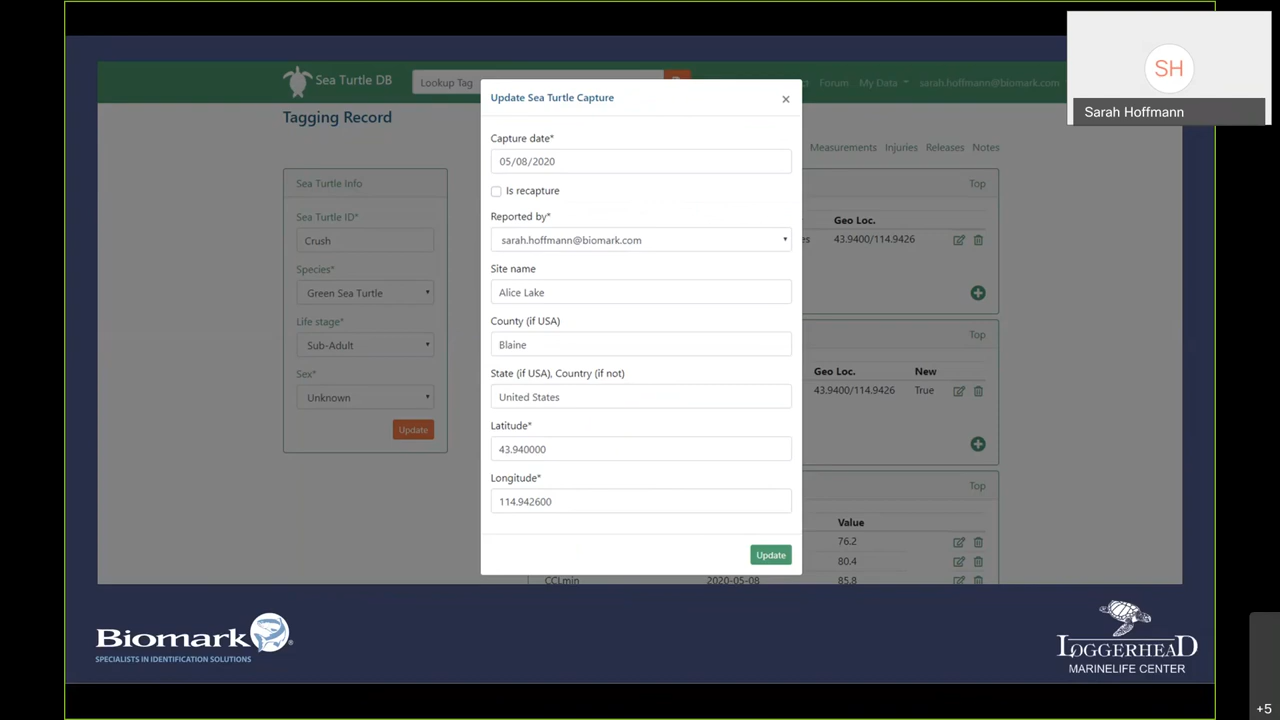 Sea Turtle DB
Lookup Tag
Forum
My Data
sarah.hoffmann@biomark.com
SH
Sarah Hoffmann
Tagging Record
Measurements
Injuries
Releases
Notes
Sea Turtle Info
Sea Turtle ID*
Crush
Species*
Green Sea Turtle
Life stage*
Sub-Adult
Sex*
Unknown
Update
Update Sea Turtle Capture
×
Capture date*
05/08/2020
Is recapture
Reported by*
sarah.hoffmann@biomark.com
Site name
Alice Lake
County (if USA)
Blaine
State (if USA), Country (if not)
United States
Latitude*
43.940000
Longitude*
114.942600
Update
Top
Geo Loc.
43.9400/114.9426
Top
Geo Loc. New
43.9400/114.9426 True
Top
Value
76.2
80.4
CCLmin 2020-05-08 85.8
Biomark
SPECIALISTS IN IDENTIFICATION SOLUTIONS
LOGGERHEAD
MARINELIFE CENTER
+5